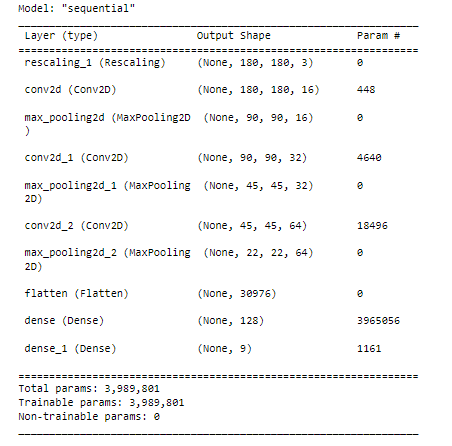 Model: "sequential"
Layer (type) Output Shape Param #
rescaling_1 (Rescaling) (None, 180, 180, 3) 0
conv2d (Conv2D) (None, 180, 180, 16) 448
max_pooling2d (MaxPooling2D (None, 90, 90, 16) 0
)
conv2d_1 (Conv2D) (None, 90, 90, 32) 4640
max_pooling2d_1 (MaxPooling (None, 45, 45, 32) 0
2D)
conv2d_2 (Conv2D) (None, 45, 45, 64) 18496
max_pooling2d_2 (MaxPooling (None, 22, 22, 64) 0
2D)
flatten (Flatten) (None, 30976) 0
dense (Dense) (None, 128) 3965056
dense_1 (Dense) (None, 9) 1161
Total params: 3,989,801
Trainable params: 3,989,801
Non-trainable params: 0